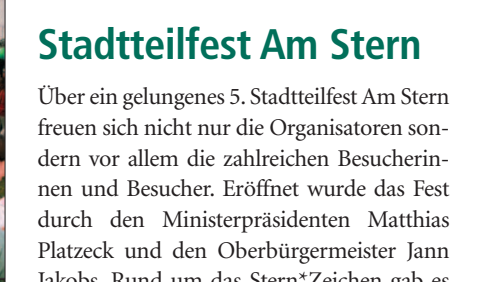 Stadtteilfest Am Stern
Über ein gelungenes 5. Stadtteilfest Am Stern
freuen sich nicht nur die Organisatoren son-
dern vor allem die zahlreichen Besucherin-
nen und Besucher. Eröffnet wurde das Fest
durch den Ministerpräsidenten Matthias
Platzeck und den Oberbürgermeister Jann
Jakobs. Rund um das Stern*Zeichen gab es